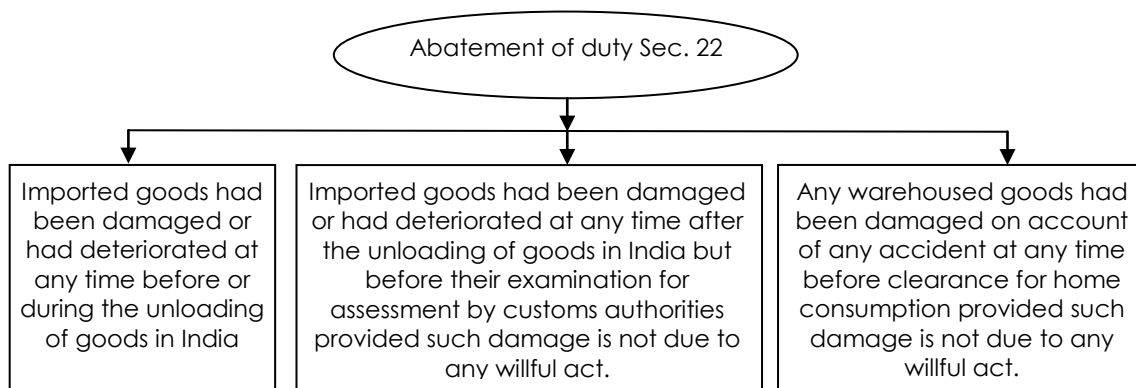 Abatement of duty Sec. 22
Imported goods had
been damaged or
had deteriorated at
any time before or
during the unloading
of goods in India
Imported goods had been damaged
or had deteriorated at any time after
the unloading of goods in India but
before their examination for
assessment by customs authorities
provided such damage is not due to
any willful act.
Any warehoused goods had
been damaged on account
of any accident at any time
before clearance for home
consumption provided such
damage is not due to any
willful act.